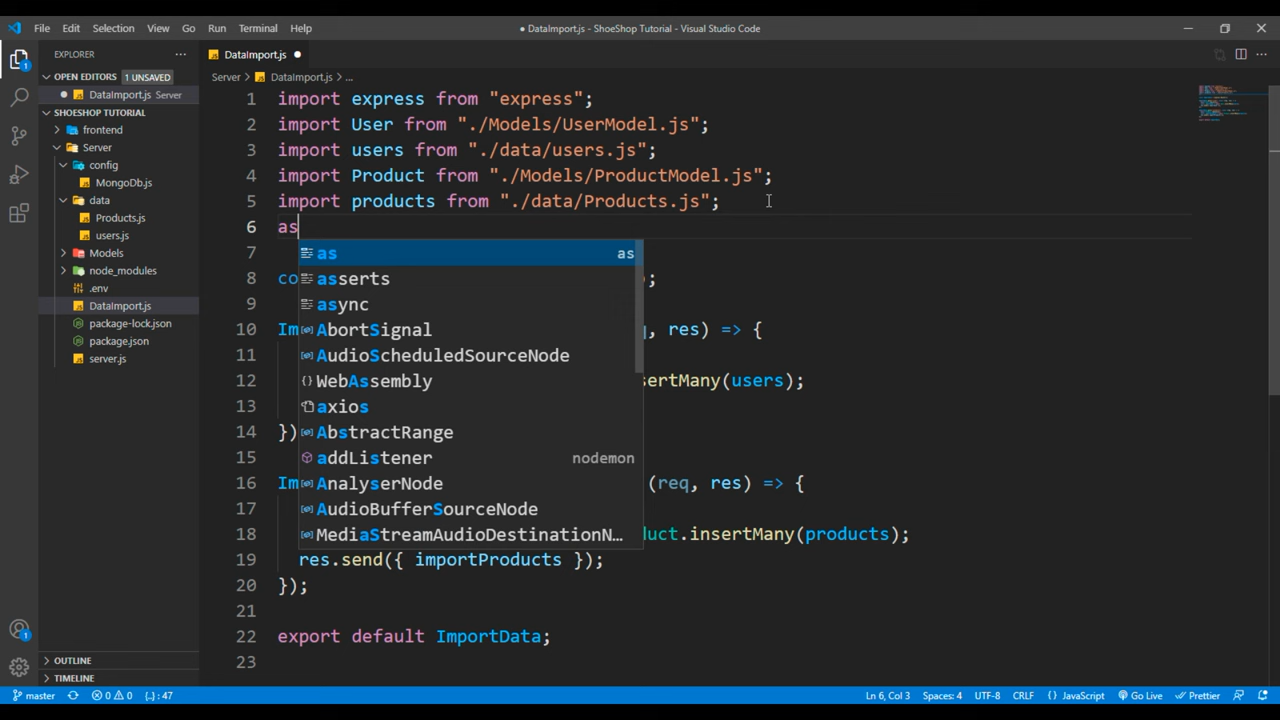 File Edit Selection View Go Run Terminal Help
● DataImport.js - ShoeShop Tutorial - Visual Studio Code
EXPLORER
OPEN EDITORS 1 UNSAVED
DataImport.js Server
SHOESHOP TUTORIAL
frontend
Server
config
MongoDb.js
data
Products.js
users.js
Models
node_modules
.env
DataImport.js
package-lock.json
package.json
server.js
OUTLINE
TIMELINE
DataImport.js
Server > DataImport.js > ...
1 import express from "express";
2 import User from "./Models/UserModel.js";
3 import users from "./data/users.js";
4 import Product from "./Models/ProductModel.js";
5 import products from "./data/Products.js";
6 as
7
8 co ;
9
10 Im , res) => {
11
12 sertMany(users);
13
14 })
15
16 Im (req, res) => {
17
18 duct.insertMany(products);
19 res.send({ importProducts });
20 });
21
22 export default ImportData;
23
as as
asserts
async
AbortSignal
AudioScheduledSourceNode
WebAssembly
axios
AbstractRange
addListener nodemon
AnalyserNode
AudioBufferSourceNode
MediaStreamAudioDestinationN...
master 0 0 {..} : 47
Ln 6, Col 3 Spaces: 4 UTF-8 CRLF {} JavaScript Go Live Prettier